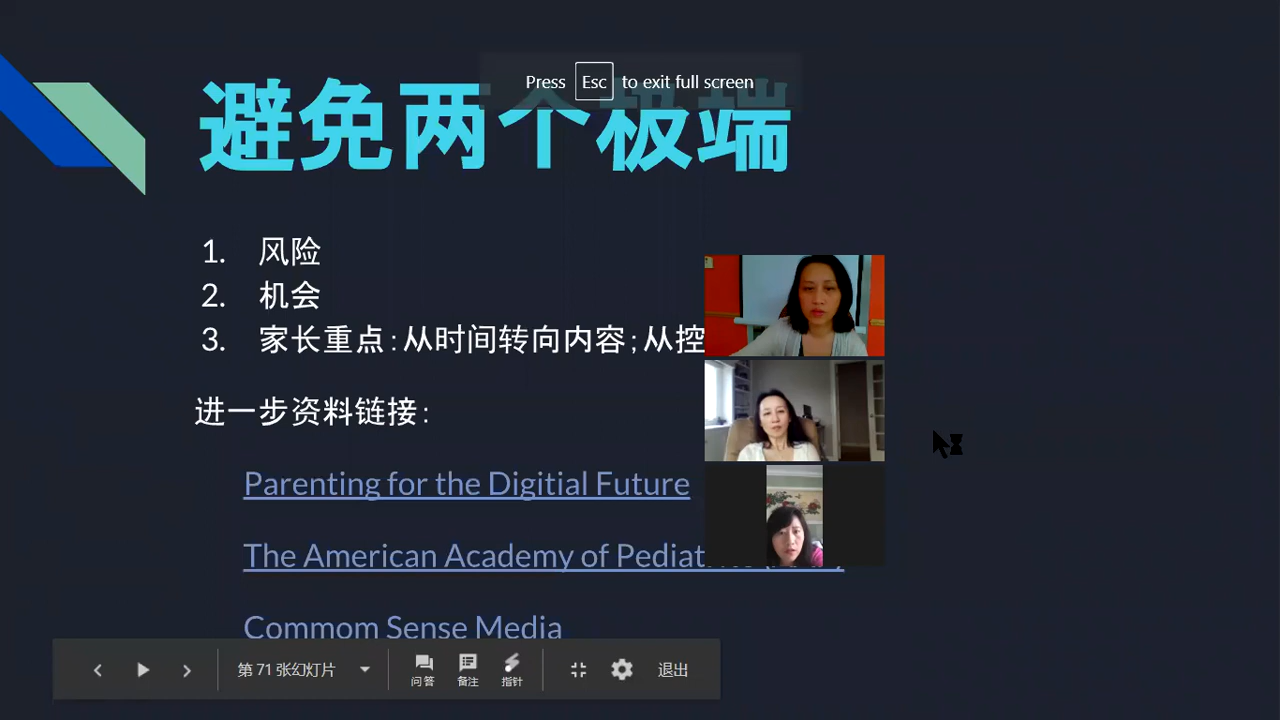 Press Esc to exit full screen
避免两个极端
1. 风险
2. 机会
3. 家长重点:从时间转向内容;从控
进一步资料链接:
Parenting for the Digitial Future
The American Academy of Pediat
Commom Sense Media
第 71 张幻灯片
问答
备注
指针
退出